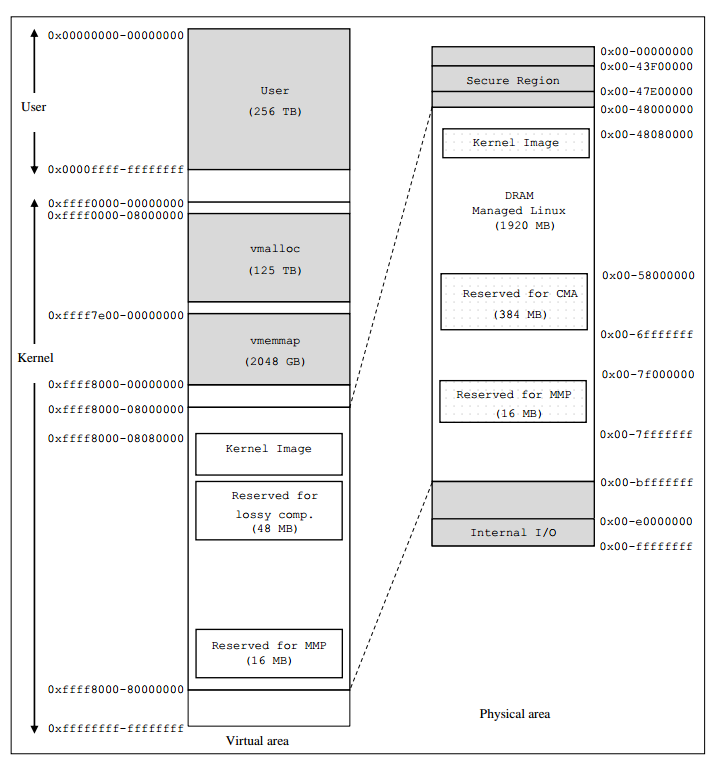 0x00000000-00000000
User
(256 TB)
User
0x0000ffff-ffffffff
0xffff0000-00000000
0xffff0000-08000000
vmalloc
(125 TB)
0xffff7e00-00000000
vmemmap
(2048 GB)
Kernel
0xffff8000-00000000
0xffff8000-08000000
0xffff8000-08080000
Kernel Image
Reserved for
lossy comp.
(48 MB)
Reserved for MMP
(16 MB)
0xffff8000-80000000
0xffffffff-ffffffff
Virtual area
0x00-00000000
0x00-43F00000
Secure Region
0x00-47E00000
0x00-48000000
0x00-48080000
Kernel Image
DRAM
Managed Linux
(1920 MB)
0x00-58000000
Reserved for CMA
(384 MB)
0x00-6fffffff
0x00-7f000000
Reserved for MMP
(16 MB)
0x00-7fffffff
0x00-bfffffff
0x00-e0000000
Internal I/O
0x00-ffffffff
Physical area